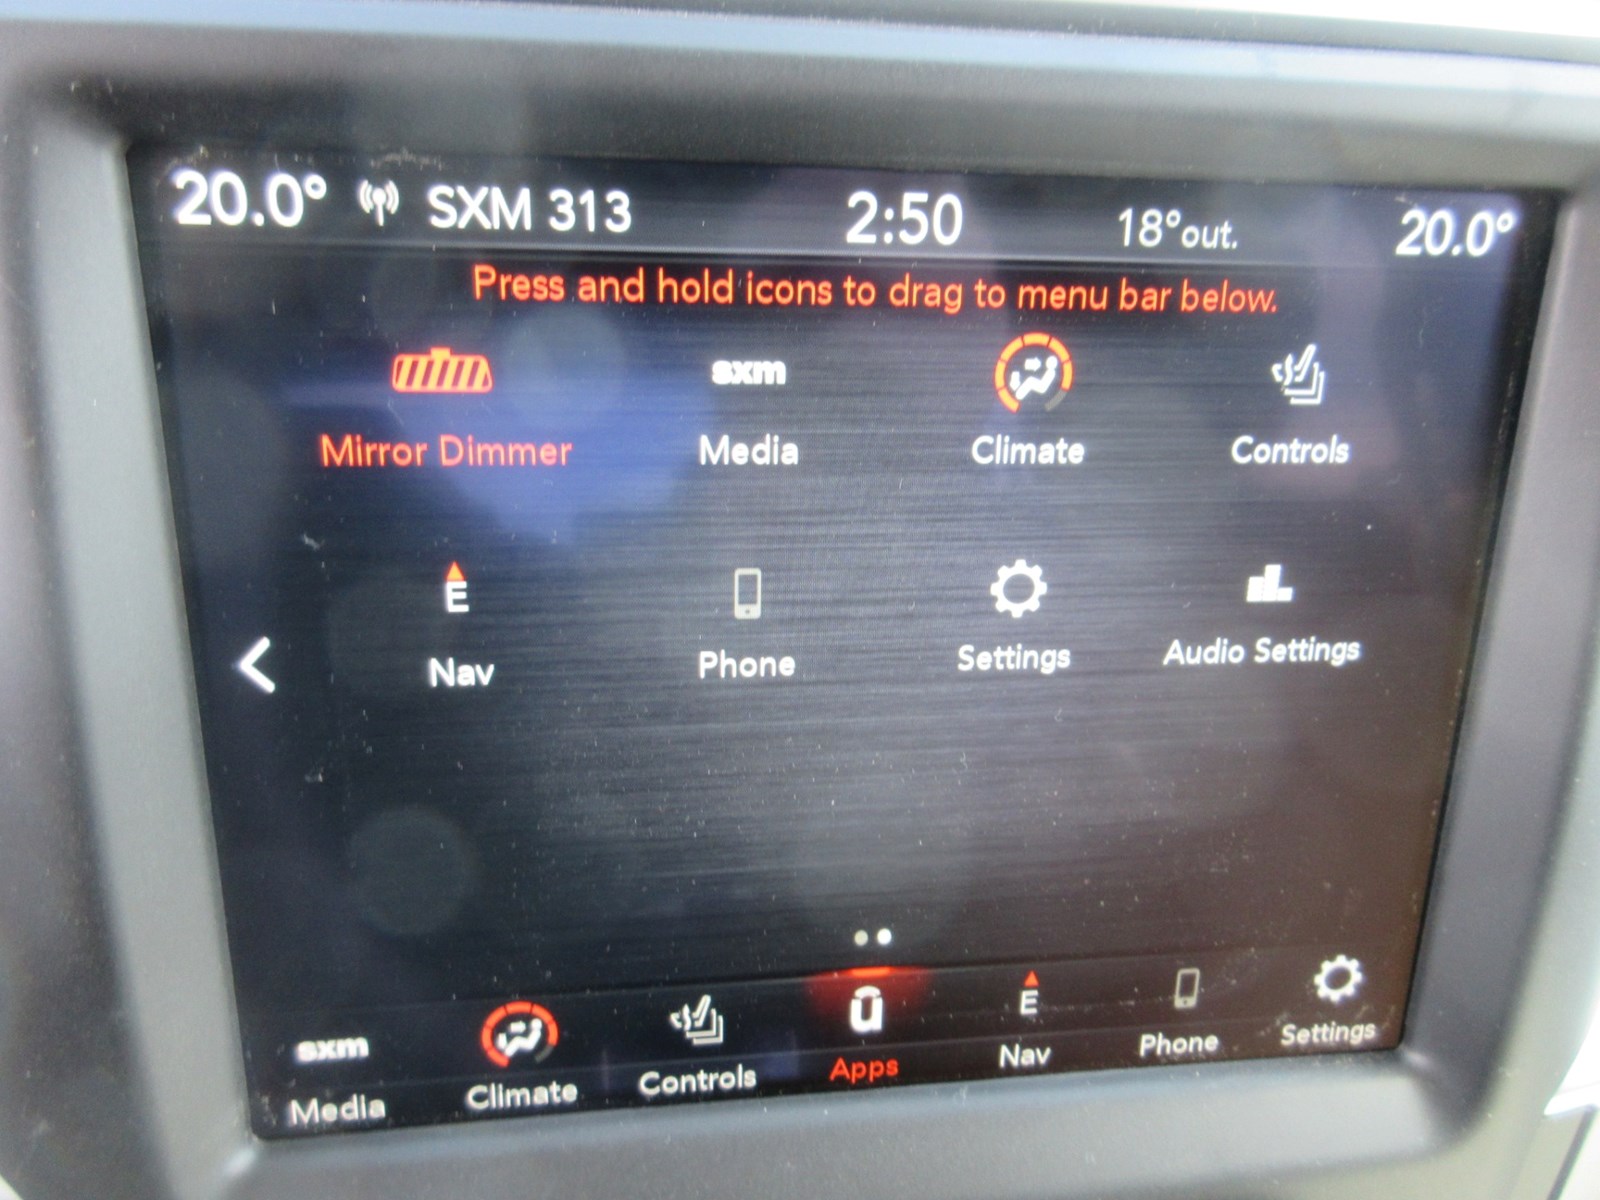 20.0° SXM 313 2:50 18°out. 20.0°
Press and hold icons to drag to menu bar below.
sxm
Mirror Dimmer Media Climate Controls
E
Nav Phone Settings Audio Settings
sxm E
Media Climate Controls Apps Nav Phone Settings